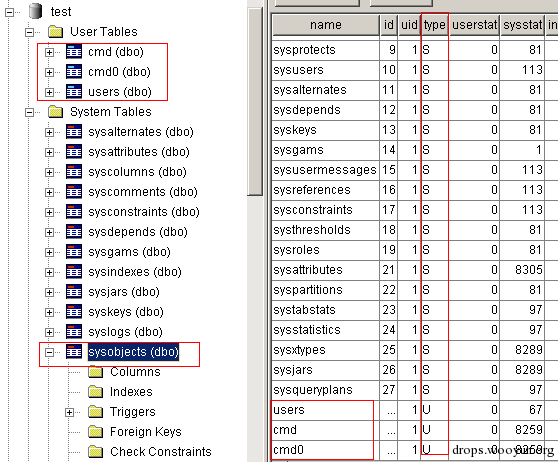 test
User Tables
cmd (dbo)
cmd0 (dbo)
users (dbo)
System Tables
sysalternates (dbo)
sysattributes (dbo)
syscolumns (dbo)
syscomments (dbo)
sysconstraints (dbo)
sysdepends (dbo)
sysgams (dbo)
sysindexes (dbo)
sysjars (dbo)
syskeys (dbo)
syslogs (dbo)
sysobjects (dbo)
Columns
Indexes
Triggers
Foreign Keys
Check Constraints
name id uid type userstat sysstat in
sysprotects 9 1 S 0 81
sysusers 10 1 S 0 113
sysalternates 11 1 S 0 81
sysdepends 12 1 S 0 81
syskeys 13 1 S 0 81
sysgams 14 1 S 0 1
sysusermessages 15 1 S 0 113
sysreferences 16 1 S 0 113
sysconstraints 17 1 S 0 113
systhresholds 18 1 S 0 81
sysroles 19 1 S 0 81
sysattributes 21 1 S 0 8305
syspartitions 22 1 S 0 81
systabstats 23 1 S 0 97
sysstatistics 24 1 S 0 97
sysxtypes 25 1 S 0 8289
sysjars 26 1 S 0 8289
sysqueryplans 27 1 S 0 97
users ... 1 U 0 67
cmd ... 1 U 0 8259
cmd0 ... 1 U 0 8259
drops.wooyun.org